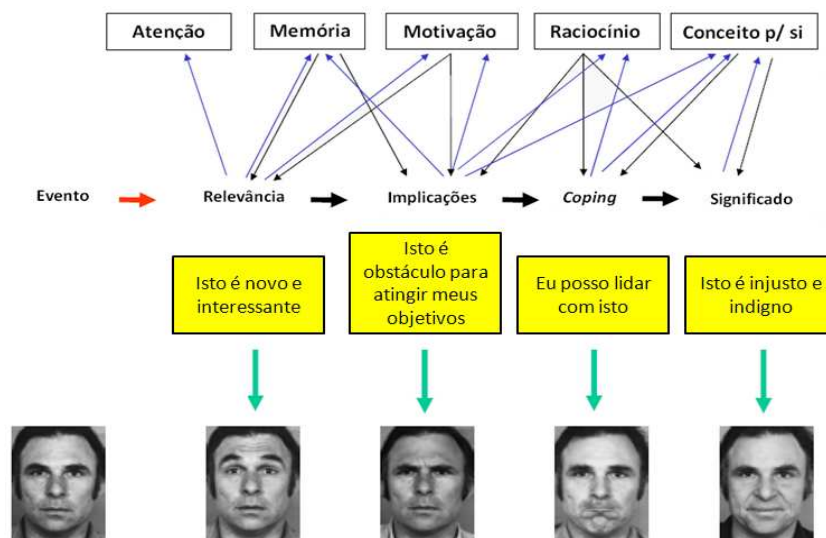 Atenção
Memória
Motivação
Raciocínio
Conceito p/ si
Evento
Relevância
Implicações
Coping
Significado
Isto é novo e
interessante
Isto é
obstáculo para
atingir meus
objetivos
Eu posso lidar
com isto
Isto é injusto e
indigno